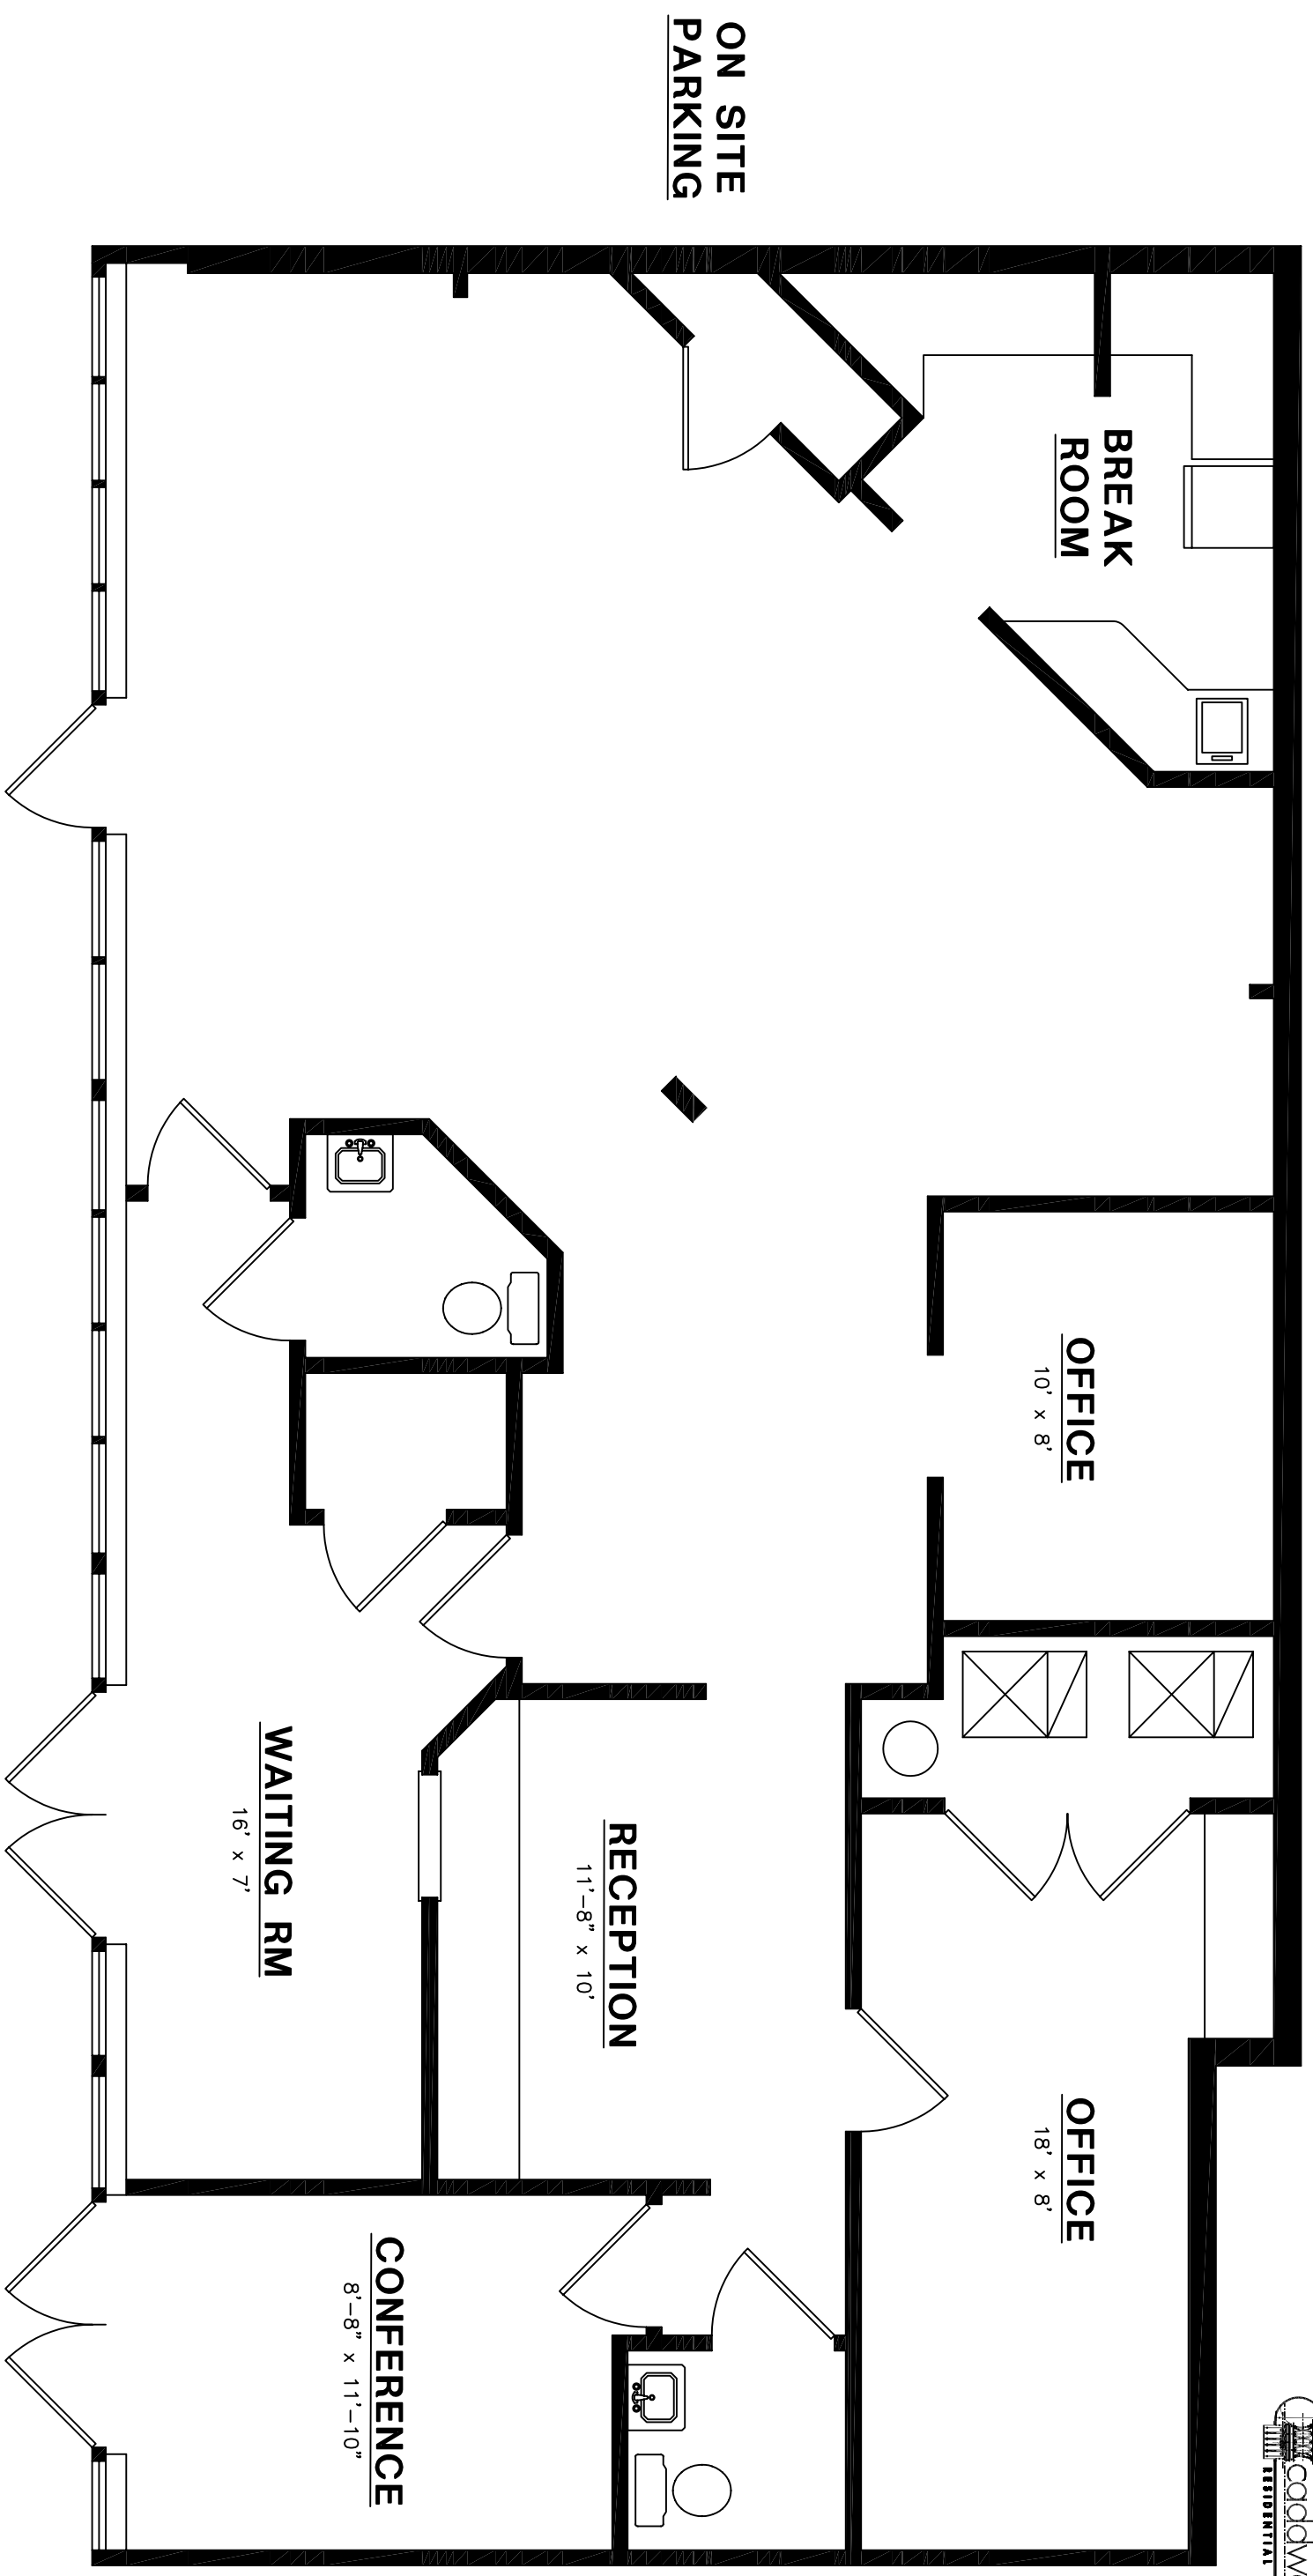 ON SITE
PARKING
BREAK
ROOM
OFFICE
10' x 8'
OFFICE
18' x 8'
RECEPTION
11'-8" x 10'
WAITING RM
16' x 7'
CONFERENCE
8'-8" x 11'-10"
RESIDENTIAL